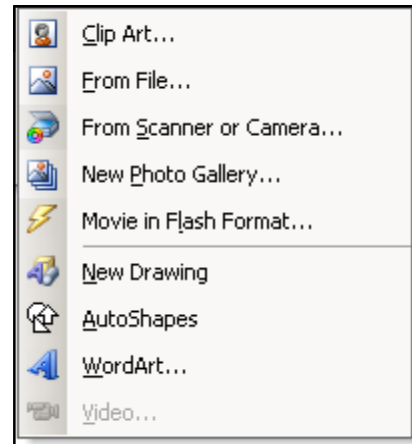 Clip Art...
From File...
From Scanner or Camera...
New Photo Gallery...
Movie in Flash Format...
New Drawing
AutoShapes
WordArt...
Video...